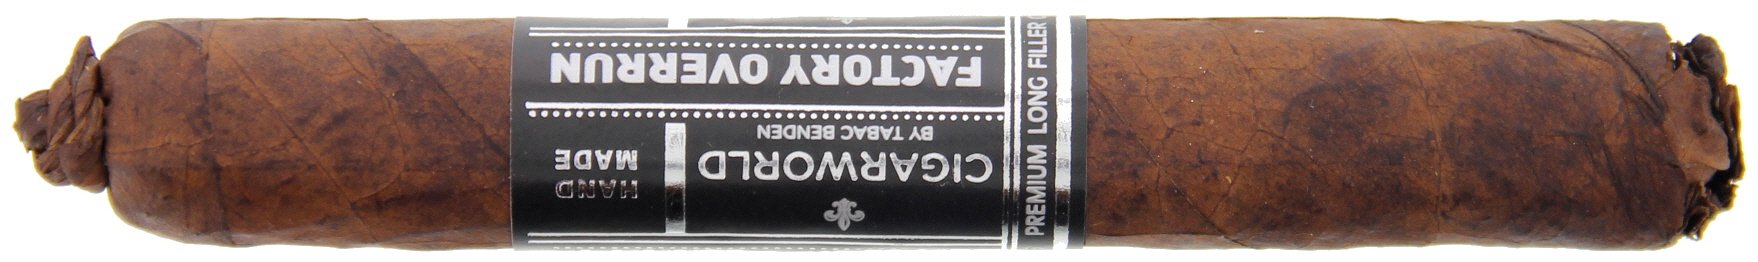 CIGARWORLD
BY TABAC BENDEN
HAND
MADE
FACTORY OVERRUN
PREMIUM LONG FILLER